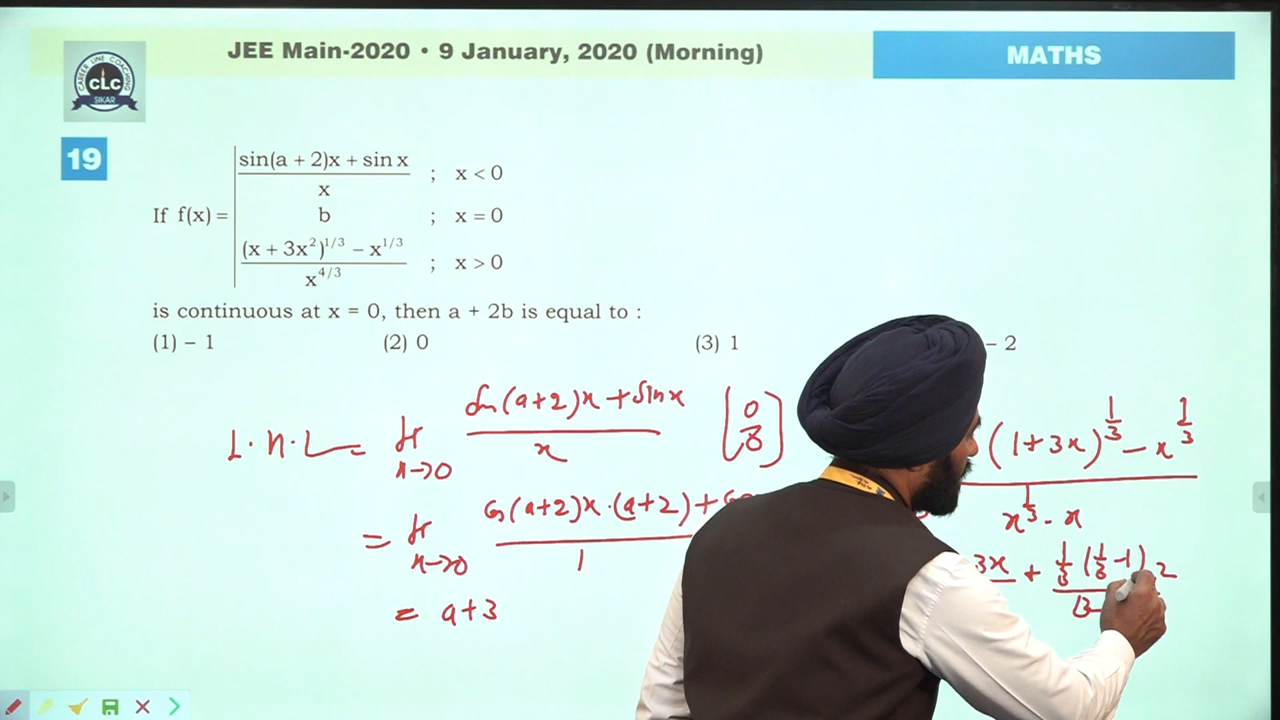 JEE Main-2020 • 9 January, 2020 (Morning)
MATHS
CAREER LINE COACHING
CLC
SIKAR
19
If f(x) =
sin(a + 2)x + sin x / x ; x < 0
b ; x = 0
(x + 3x²)^1/3 – x^1/3 / x^4/3 ; x > 0
is continuous at x = 0, then a + 2b is equal to :
(1) – 1 (2) 0 (3) 1 – 2
L.H.L = lt x→0 sin(a+2)x + sin x / x (0/0)
(1+3x)^1/3 – x^1/3 / x^1/3 · x
= lt x→0 cos(a+2)x · (a+2) + / 1
3x + 1/3 (1/3 -1) 2
= a+3